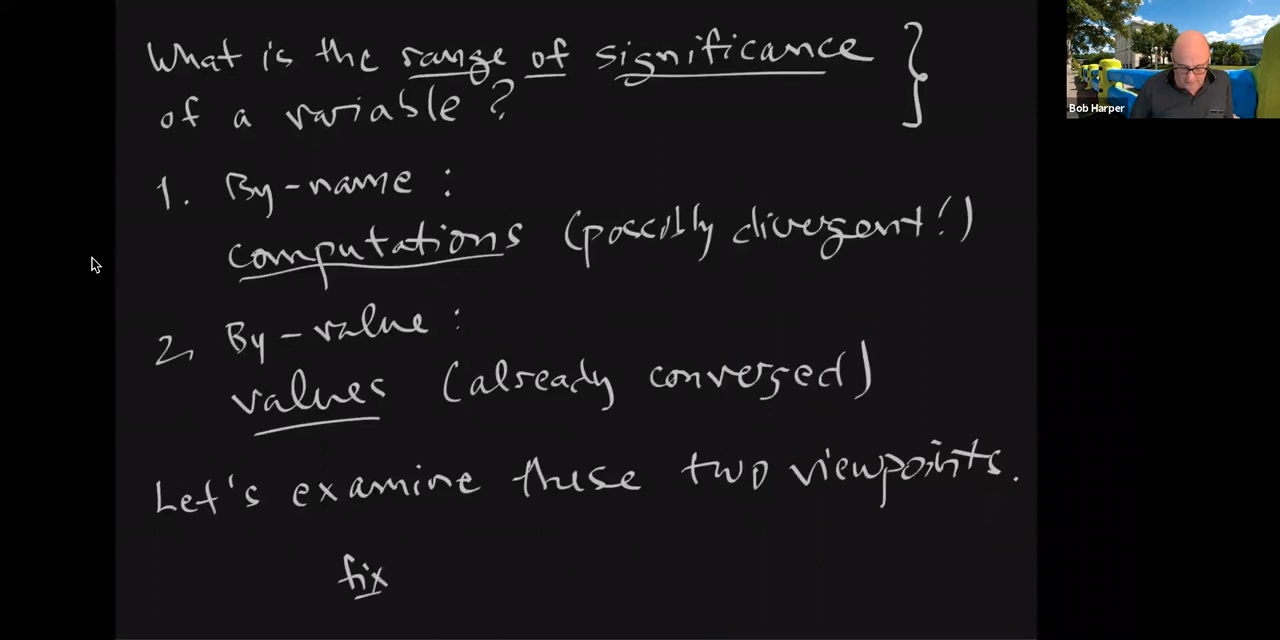 What is the range of significance
of a variable?
1. By-name:
computations (possibly divergent!)
2. By-value:
values (already converged)
Let's examine these two viewpoints.
fix
Bob Harper